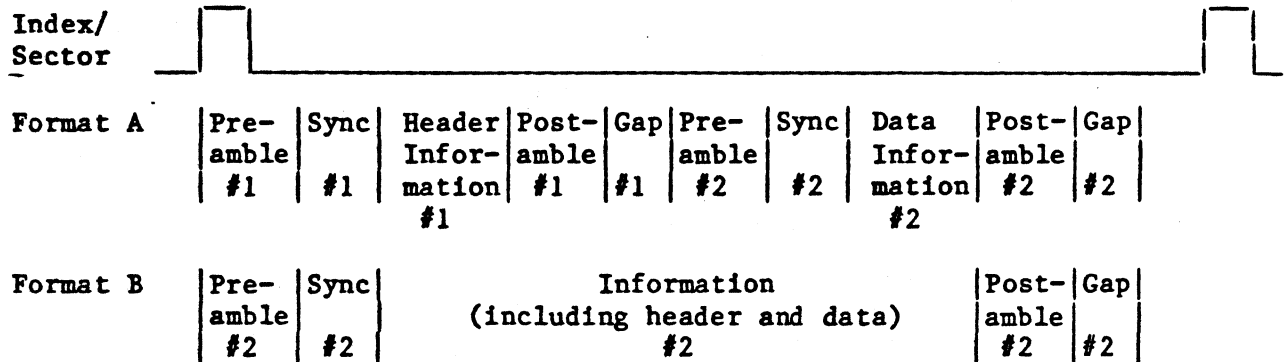 Index/
Sector
Format A |Pre- |Sync| Header|Post-|Gap|Pre- |Sync| Data |Post-|Gap|
|amble| | Infor-|amble| |amble| | Infor-|amble| |
| #1 | #1 | mation| #1 |#1 | #2 | #2 | mation| #2 |#2 |
#1 #2
Format B |Pre- |Sync| Information |Post-|Gap|
|amble| | (including header and data) |amble| |
| #2 | #2 | #2 | #2 |#2 |